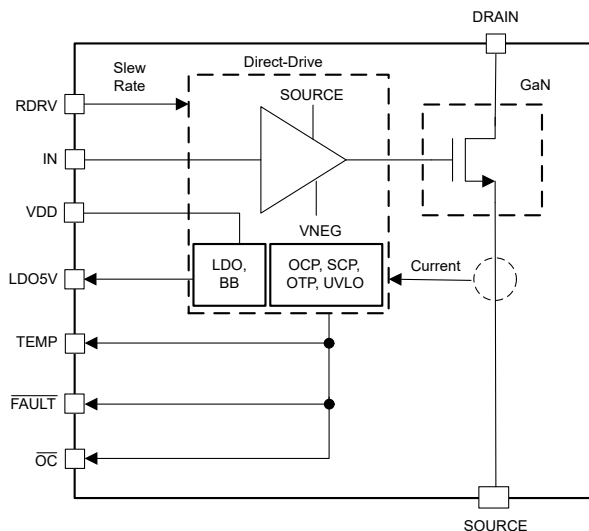 DRAIN
Slew
Rate
Direct-Drive
GaN
RDRV
SOURCE
IN
VDD
VNEG
LDO5V
LDO,
BB
OCP, SCP,
OTP, UVLO
Current
TEMP
FAULT
OC
SOURCE